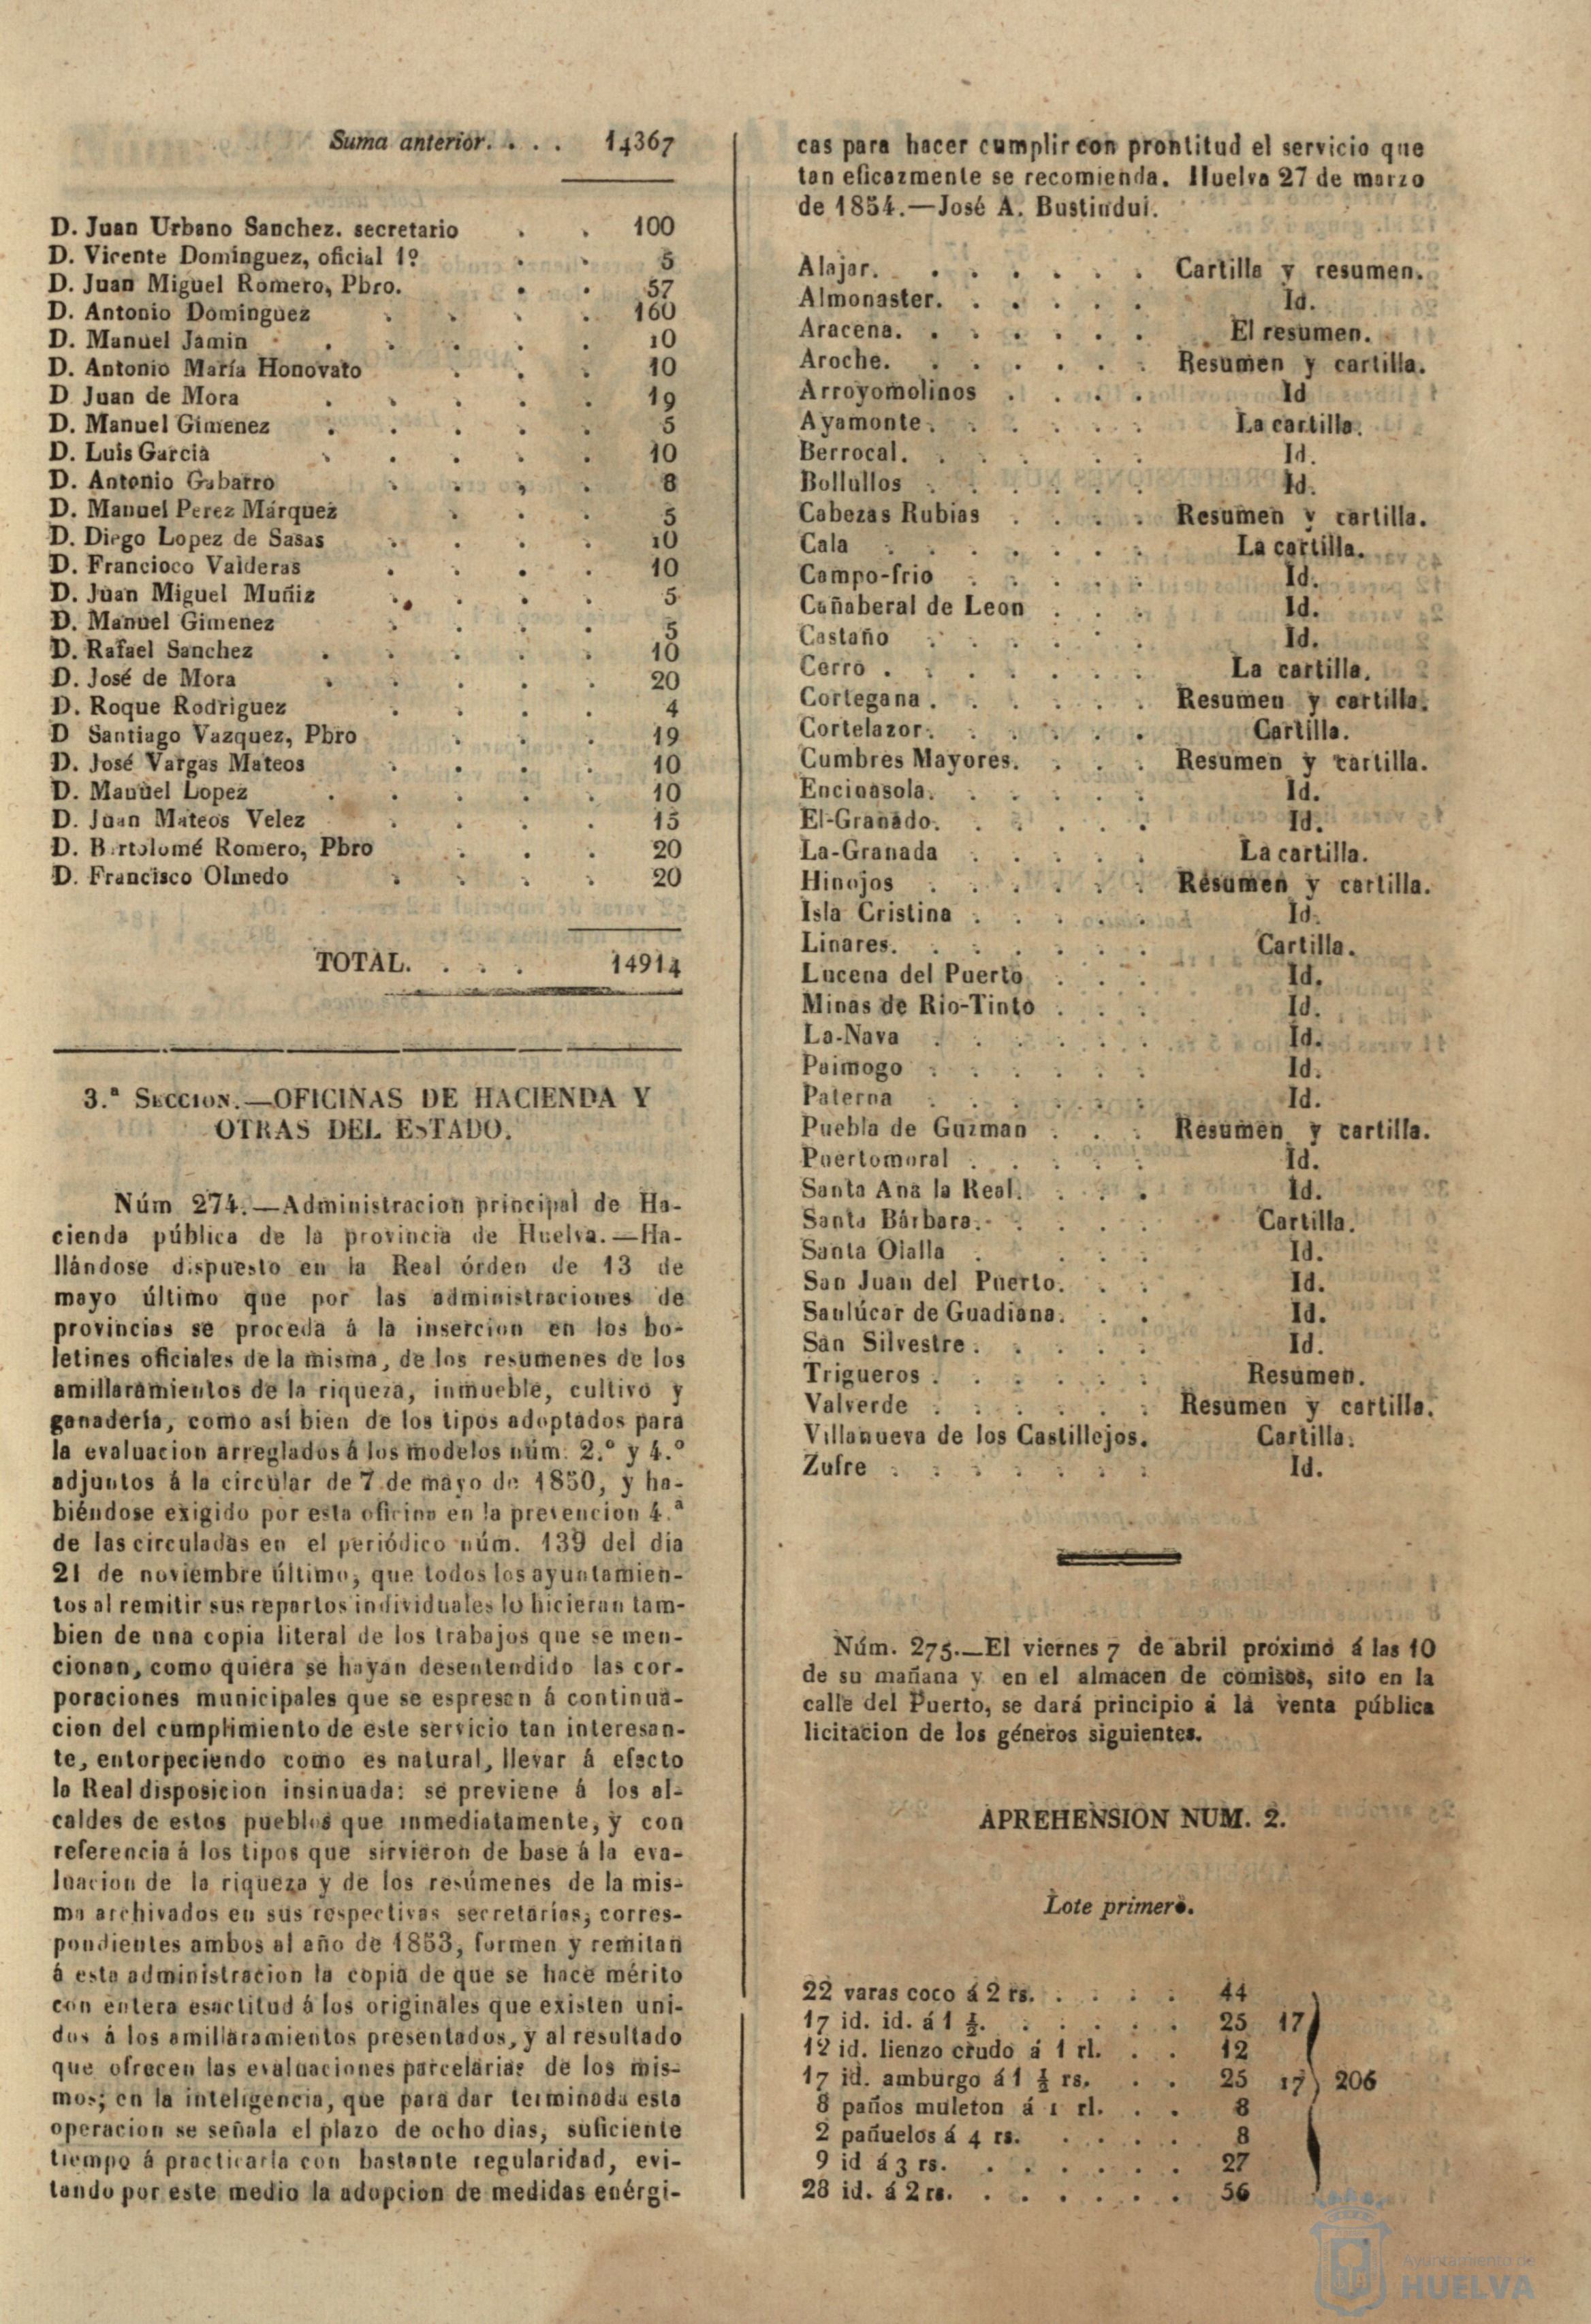 Suma anterior. . . . 14367
D. Juan Urbano Sanchez. secretario . . 100
D. Vicente Dominguez, oficial 1º . . 5
D. Juan Miguel Romero, Pbro. . . 57
D. Antonio Dominguez . . . . 160
D. Manuel Jamin . . . . . 10
D. Antonio María Honovato . . . 10
D Juan de Mora . . . . . 19
D. Manuel Gimenez . . . . . 5
D. Luis Garcia . . . . . 10
D. Antonio Gabarro . . . . 8
D. Manuel Perez Márquez . . . 5
D. Diego Lopez de Sasas . . . . 10
D. Francioco Valderas . . . . 10
D. Juan Miguel Muñiz . . . . 5
D. Manuel Gimenez . . . . 5
D. Rafael Sanchez . . . . . 10
D. José de Mora . . . . . 20
D. Roque Rodriguez . . . . 4
D Santiago Vazquez, Pbro . . . 19
D. José Vargas Mateos . . . . 10
D. Manuel Lopez . . . . . 10
D. Juan Mateos Velez . . . . 15
D. Bartolomé Romero, Pbro . . . 20
D. Francisco Olmedo . . . . 20
TOTAL. . . . 14914
3.ª SECCION.—OFICINAS DE HACIENDA Y
OTRAS DEL ESTADO.
Núm 274.—Administracion principal de Ha-
cienda pública de la provincia de Huelva.—Ha-
llándose dispuesto en la Real órden de 13 de
mayo último que por las administraciones de
provincias se proceda á la insercion en los bo-
letines oficiales de la misma, de los resumenes de los
amillaramientos de la riqueza, inmueble, cultivo y
ganadería, como así bien de los tipos adoptados para
la evaluacion arreglados á los modelos núm. 2.º y 4.º
adjuntos á la circular de 7 de mayo de 1850, y ha-
biéndose exigido por esta oficina en la prevencion 4.ª
de las circuladas en el periódico núm. 139 del dia
21 de noviembre último, que todos los ayuntamien-
tos al remitir sus repartos individuales lo hicieran tam-
bien de una copia literal de los trabajos que se men-
cionan, como quiera se hayan desentendido las cor-
poraciones municipales que se espresan á continua-
cion del cumplimiento de este servicio tan interesan-
te, entorpeciendo como es natural, llevar á efecto
la Real disposicion insinuada: se previene á los al-
caldes de estos pueblos que inmediatamente, y con
referencia á los tipos que sirvieron de base á la eva-
luacion de la riqueza y de los resúmenes de la mis-
ma archivados en sus respectivas secretarías, corres-
pondientes ambos al año de 1853, formen y remitan
á esta administracion la copia de que se hace mérito
con entera esactitud á los originales que existen uni-
dos á los amillaramientos presentados, y al resultado
que ofrecen las evaluaciones parcelarias de los mis-
mos; en la inteligencia, que para dar terminada esta
operacion se señala el plazo de ocho dias, suficiente
tiempo á practicarla con bastante regularidad, evi-
tando por este medio la adopcion de medidas enérgi-
cas para hacer cumplir con prontitud el servicio que
tan eficazmente se recomienda. Huelva 27 de marzo
de 1854.—José A. Bustindui.
Alajar. . . . . . . Cartilla y resumen.
Almonaster. . . . . . Id.
Aracena. . . . . . . El resumen.
Aroche. . . . . . . Resumen y cartilla.
Arroyomolinos . . . . Id
Ayamonte. . . . . . La cartilla.
Berrocal. . . . . . Id.
Bollullos . . . . . . Id.
Cabezas Rubias . . . . Resumen y cartilla.
Cala . . . . . . . La cartilla.
Campo-frio . . . . . Id.
Cañaberal de Leon . . . Id.
Castaño . . . . . . Id.
Cerro . . . . . . . La cartilla.
Cortegana . . . . . . Resumen y cartilla.
Cortelazor. . . . . . Cartilla.
Cumbres Mayores. . . . Resumen y cartilla.
Encinasola. . . . . . Id.
El-Granado. . . . . . Id.
La-Granada . . . . . La cartilla.
Hinojos . . . . . . Resumen y cartilla.
Isla Cristina . . . . . Id.
Linares. . . . . . . Cartilla.
Lucena del Puerto . . . Id.
Minas de Rio-Tinto . . . Id.
La-Nava . . . . . . Id.
Paimogo . . . . . . Id.
Paterna . . . . . . Id.
Puebla de Guzman . . . Resumen y cartilla.
Puertomoral . . . . . Id.
Santa Ana la Real. . . . Id.
Santa Bárbara. . . . . Cartilla.
Santa Olalla . . . . Id.
San Juan del Puerto. . . Id.
Sanlúcar de Guadiana. . . Id.
San Silvestre . . . . . Id.
Trigueros . . . . . . Resumen.
Valverde . . . . . . Resumen y cartilla.
Villanueva de los Castillejos. Cartilla.
Zufre . . . . . . . Id.
Núm. 275.—El viernes 7 de abril próximo á las 10
de su mañana y en el almacen de comisos, sito en la
calle del Puerto, se dará principio á la venta pública
licitacion de los géneros siguientes.
APREHENSION NUM. 2.
Lote primero.
22 varas coco á 2 rs. . . . . 44
17 id. id. á 1 ½. . . . . . 25 17
12 id. lienzo crudo á 1 rl. . . 12
17 id. amburgo á 1 ½ rs. . . 25 17 206
8 paños muleton á 1 rl. . . 8
2 pañuelos á 4 rs. . . . . . 8
9 id á 3 rs. . . . . . . 27
28 id. á 2 rs. . . . . . . 56
Ayuntamiento de
HUELVA